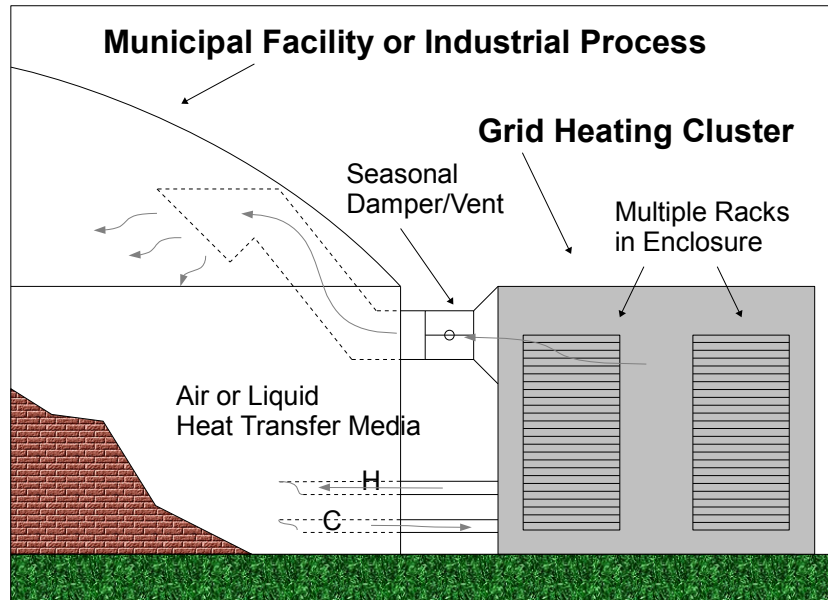 Municipal Facility or Industrial Process
Grid Heating Cluster
Seasonal
Damper/Vent
Multiple Racks
in Enclosure
Air or Liquid
Heat Transfer Media
H
C